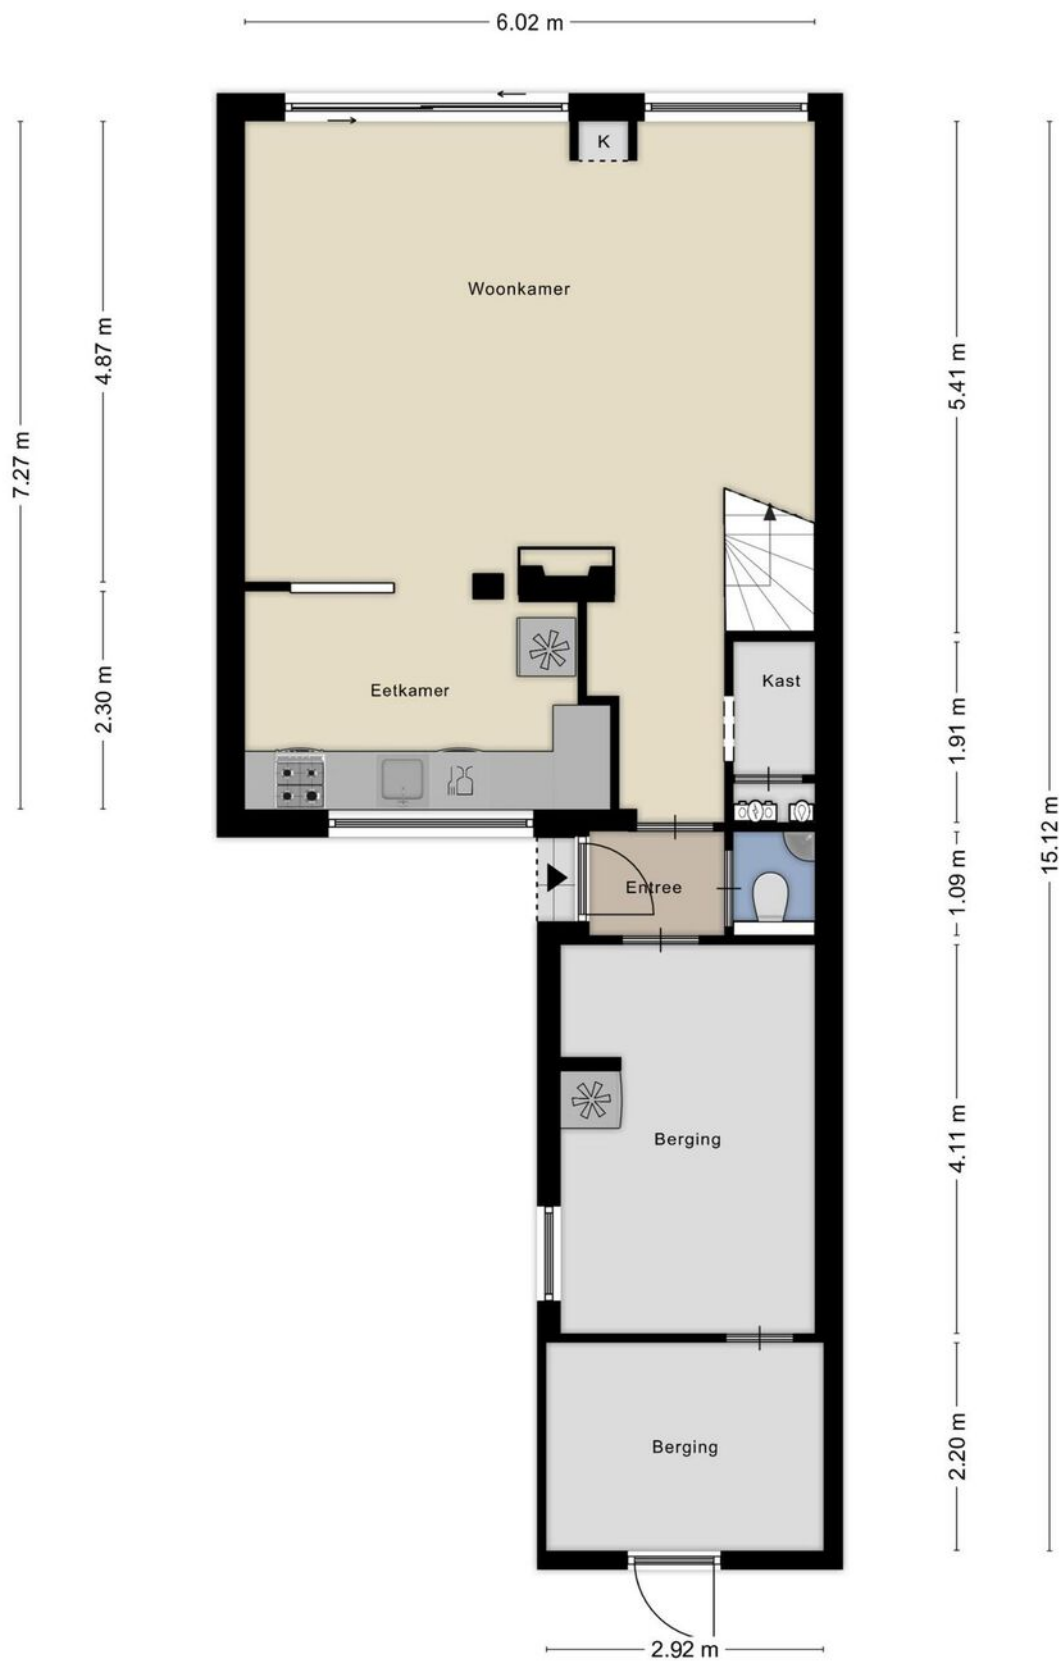 6.02 m
K
Woonkamer
4.87 m
5.41 m
7.27 m
Kast
Eetkamer
2.30 m
1.91 m
15.12 m
Entree
1.09 m
4.11 m
Berging
Berging
2.20 m
2.92 m